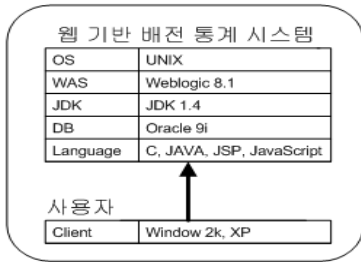 웹 기반 배전 통계 시스템
OS UNIX
WAS Weblogic 8.1
JDK JDK 1.4
DB Oracle 9i
Language C, JAVA, JSP, JavaScript
사용자
Client Window 2k, XP